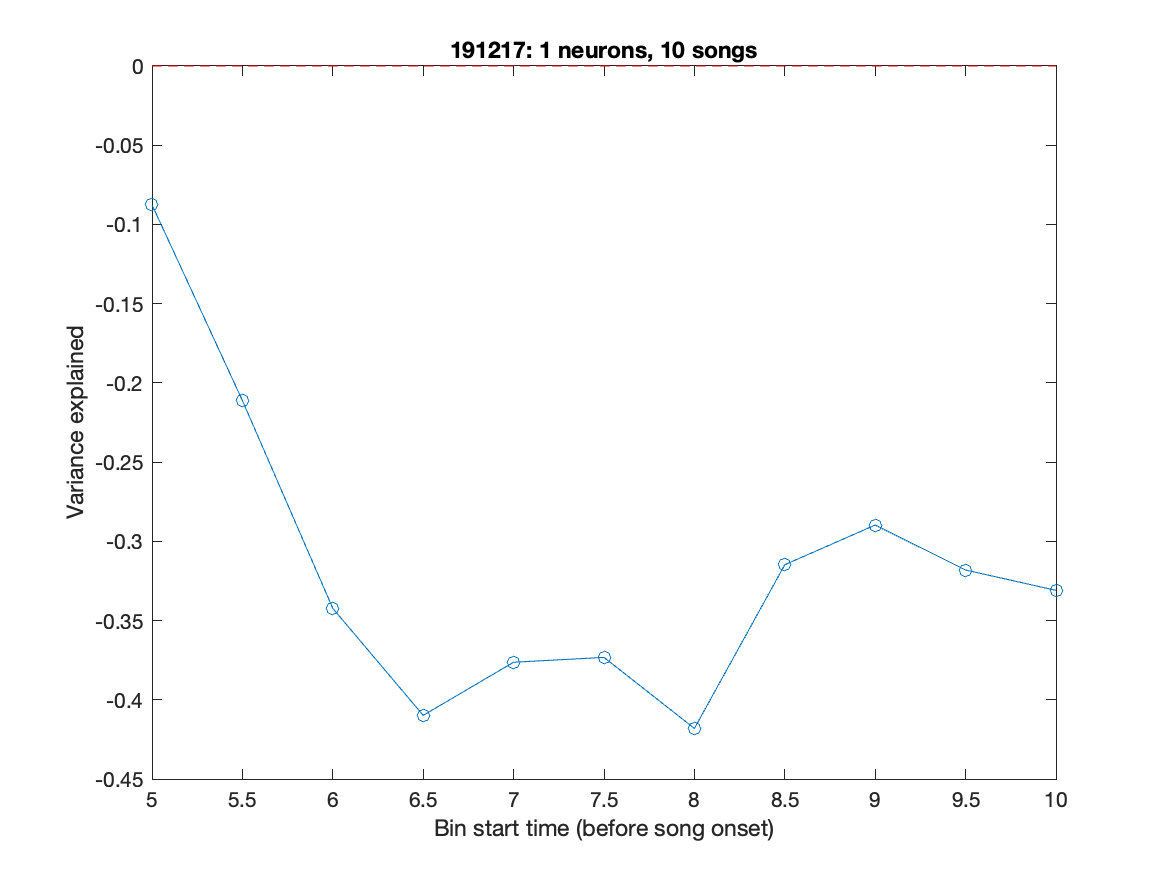 191217: 1 neurons, 10 songs
0
-0.05
-0.1
-0.15
-0.2
-0.25
-0.3
-0.35
-0.4
-0.45
Variance explained
5 5.5 6 6.5 7 7.5 8 8.5 9 9.5 10
Bin start time (before song onset)